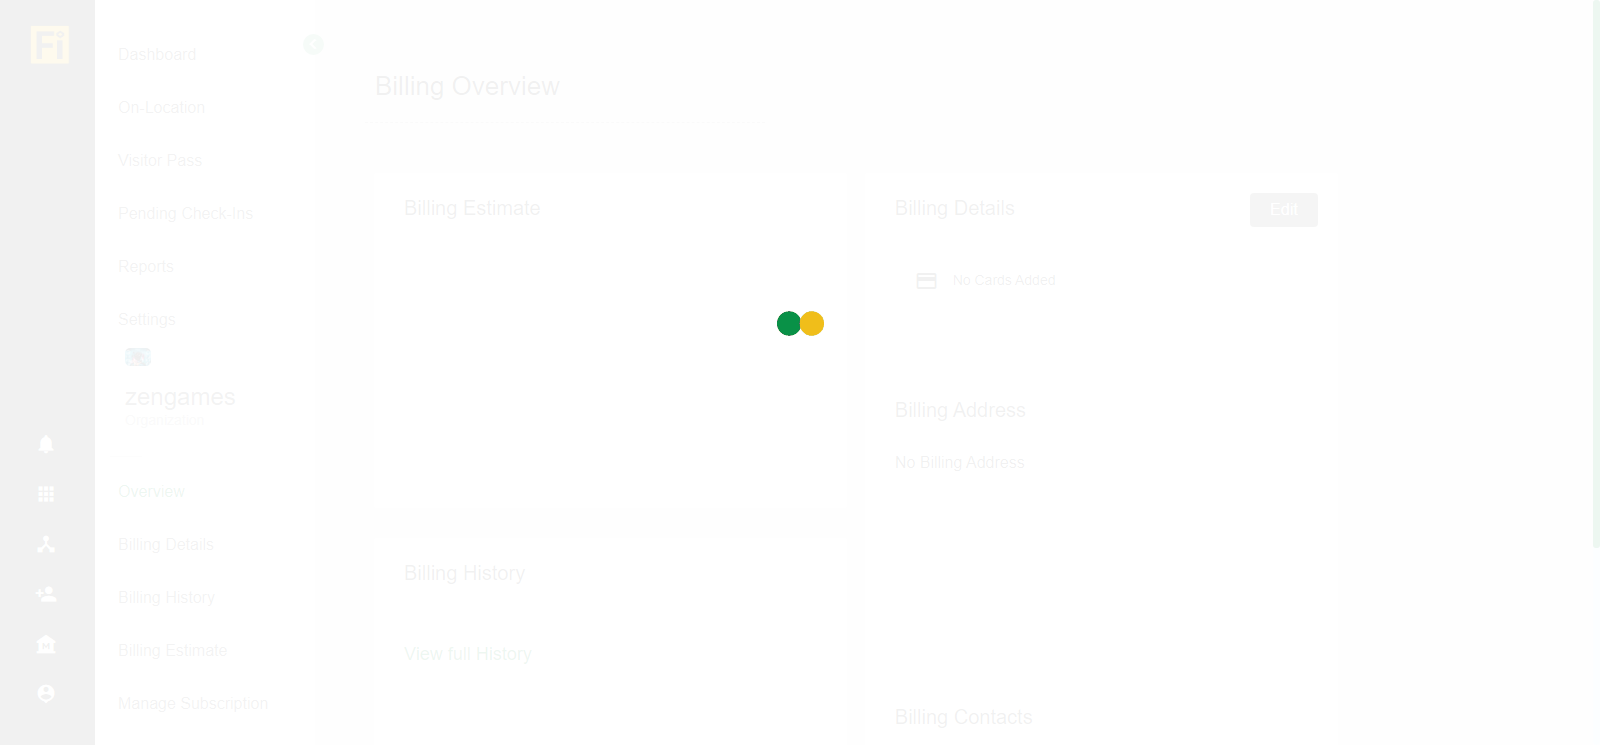 Fi
Dashboard
On-Location
Visitor Pass
Pending Check-Ins
Reports
Settings
zengames
Organization
Overview
Billing Details
Billing History
Billing Estimate
Manage Subscription
Billing Overview
Billing Estimate
Billing History
View full History
Billing Details
Edit
No Cards Added
Billing Address
No Billing Address
Billing Contacts